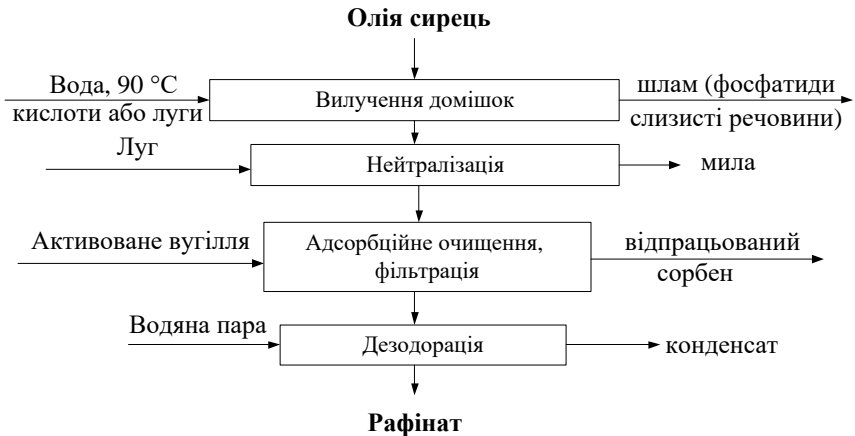 Олія сирець
Вода, 90 °С
кислоти або луги
Вилучення домішок
шлам (фосфатиди
слизисті речовини)
Луг
Нейтралізація
мила
Активоване вугілля
Адсорбційне очищення,
фільтрація
відпрацьований
сорбен
Водяна пара
Дезодорація
конденсат
Рафінат